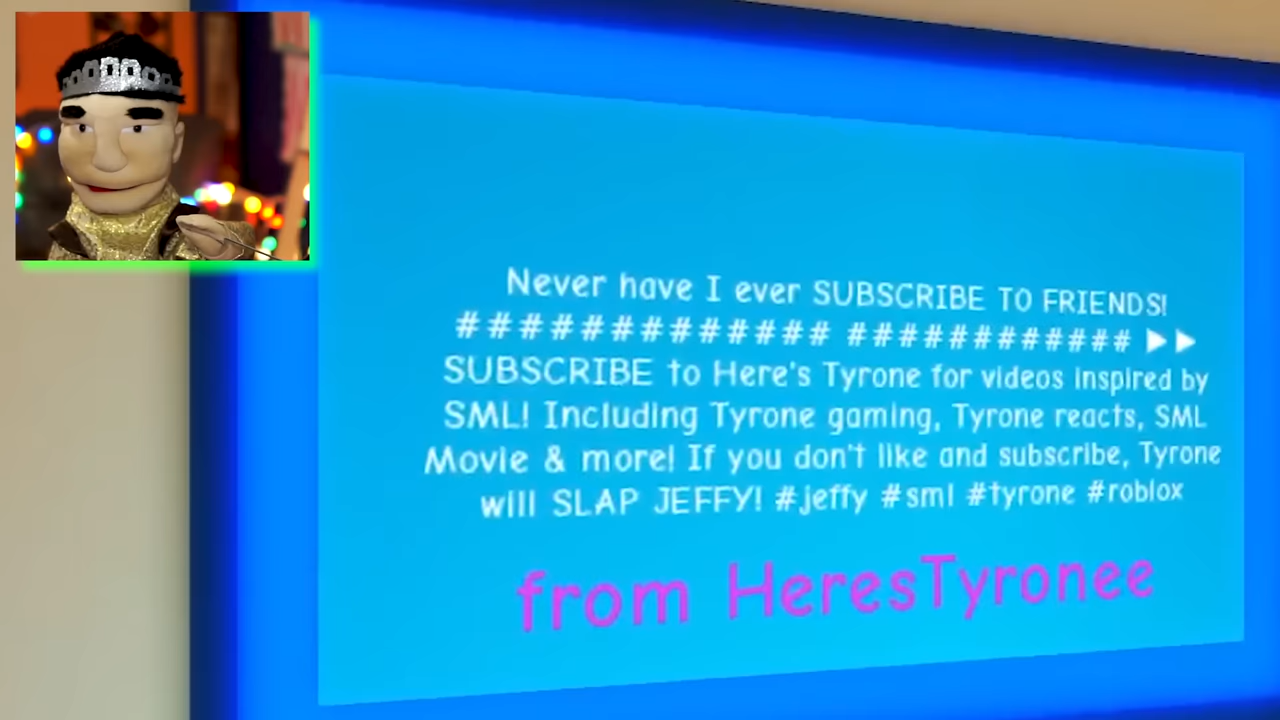 Never have I ever SUBSCRIBE TO FRIENDS!
############# ############ ▶▶
SUBSCRIBE to Here's Tyrone for videos inspired by
SML! Including Tyrone gaming, Tyrone reacts, SML
Movie & more! If you don't like and subscribe, Tyrone
will SLAP JEFFY! #jeffy #sml #tyrone #roblox
from HeresTyronee